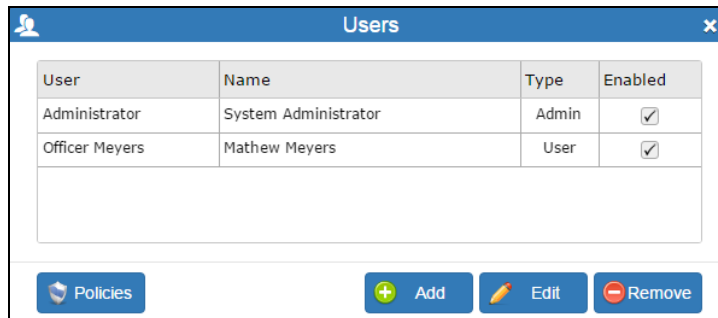 Users
User Name Type Enabled
Administrator System Administrator Admin
Officer Meyers Mathew Meyers User
Policies Add Edit Remove